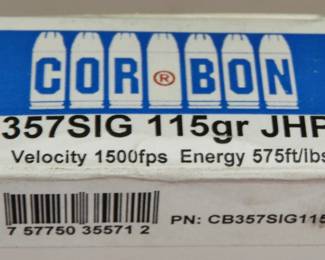 COR®BON
357SIG 115gr JHP
Velocity 1500fps Energy 575ft/lbs
PN: CB357SIG115
7 57750 35571 2